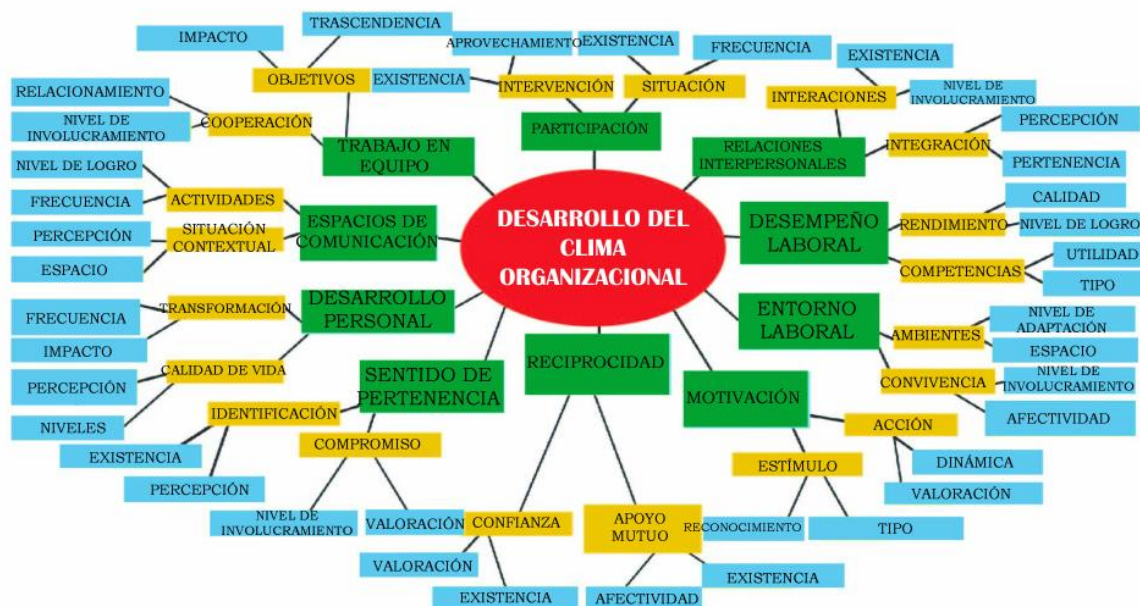 TRASCENDENCIA
IMPACTO
OBJETIVOS
RELACIONAMIENTO
NIVEL DE
INVOLUCRAMIENTO
COOPERACIÓN
TRABAJO EN
EQUIPO
APROVECHAMIENTO
EXISTENCIA
INTERVENCIÓN
EXISTENCIA
FRECUENCIA
SITUACIÓN
PARTICIPACIÓN
EXISTENCIA
NIVEL DE
INVOLUCRAMIENTO
INTERACIONES
PERCEPCIÓN
PERTENENCIA
INTEGRACIÓN
RELACIONES
INTERPERSONALES
NIVEL DE LOGRO
FRECUENCIA
ACTIVIDADES
PERCEPCIÓN
ESPACIO
SITUACIÓN
CONTEXTUAL
ESPACIOS DE
COMUNICACIÓN
DESARROLLO DEL
CLIMA
ORGANIZACIONAL
DESEMPEÑO
LABORAL
RENDIMIENTO
CALIDAD
NIVEL DE LOGRO
COMPETENCIAS
UTILIDAD
TIPO
FRECUENCIA
IMPACTO
TRANSFORMACIÓN
PERCEPCIÓN
NIVELES
CALIDAD DE VIDA
DESARROLLO
PERSONAL
ENTORNO
LABORAL
AMBIENTES
NIVEL DE
ADAPTACIÓN
ESPACIO
CONVIVENCIA
NIVEL DE
INVOLUCRAMIENTO
AFECTIVIDAD
SENTIDO DE
PERTENENCIA
IDENTIFICACIÓN
EXISTENCIA
PERCEPCIÓN
COMPROMISO
NIVEL DE
INVOLUCRAMIENTO
VALORACIÓN
RECIPROCIDAD
CONFIANZA
VALORACIÓN
EXISTENCIA
APOYO
MUTUO
AFECTIVIDAD
EXISTENCIA
MOTIVACIÓN
ACCIÓN
DINÁMICA
VALORACIÓN
ESTÍMULO
RECONOCIMIENTO
TIPO